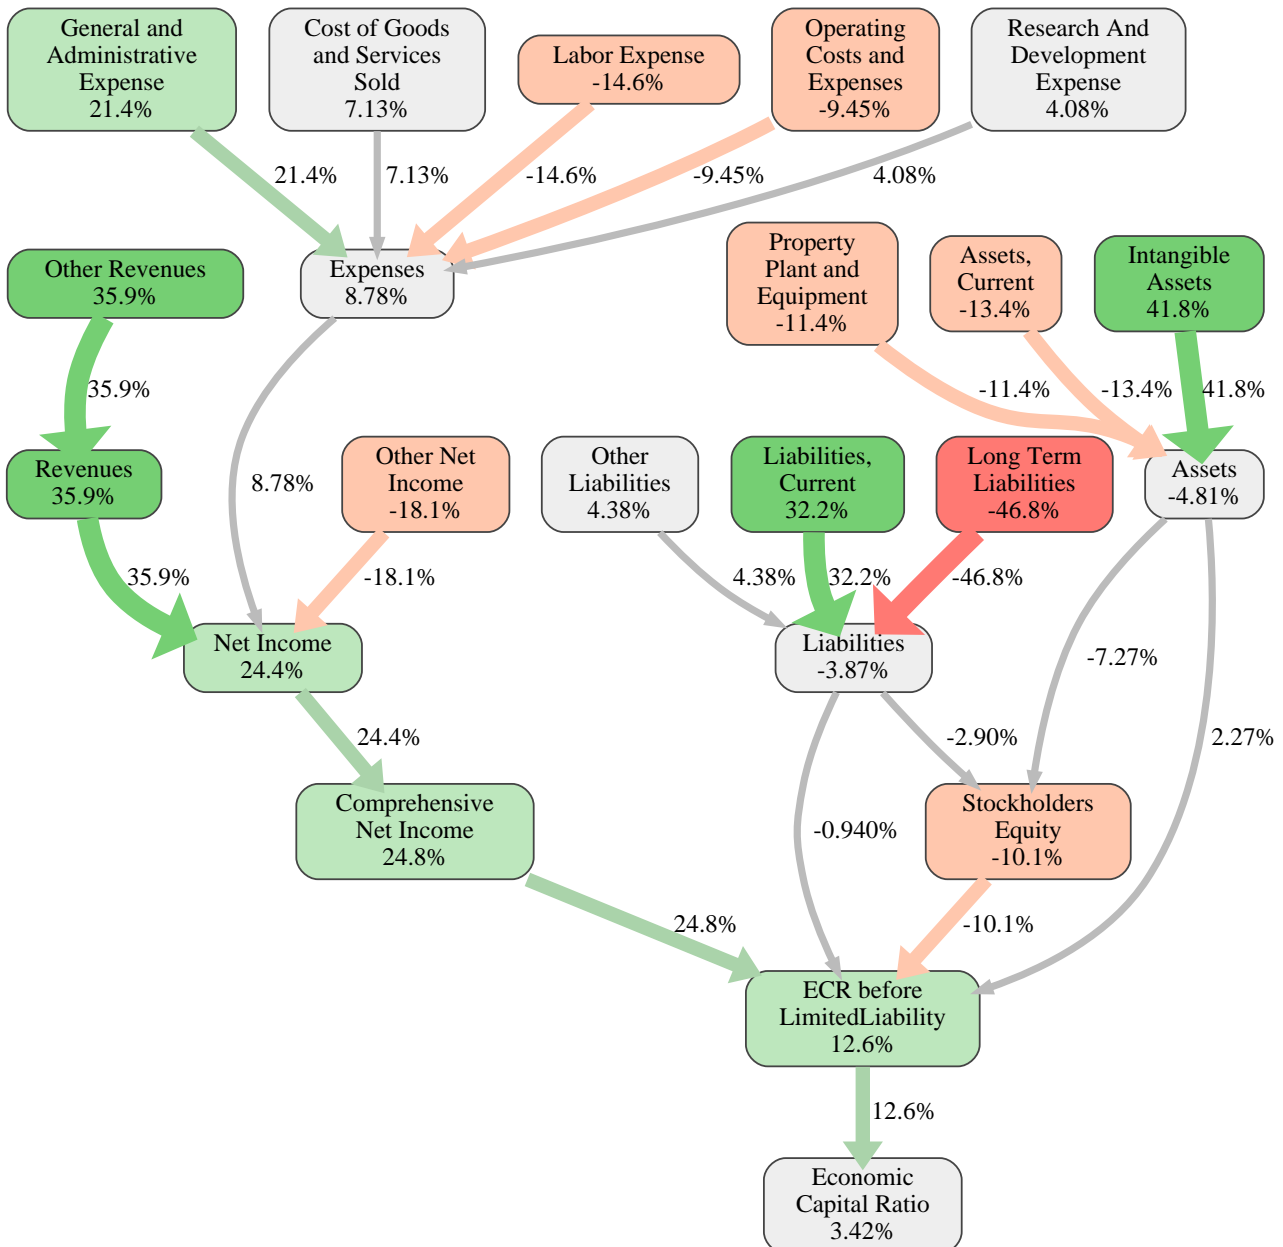 General and
Administrative
Expense
21.4%
Cost of Goods
and Services
Sold
7.13%
Labor Expense
-14.6%
Operating
Costs and
Expenses
-9.45%
Research And
Development
Expense
4.08%
21.4%
7.13%
-14.6%
-9.45%
4.08%
Other Revenues
35.9%
Expenses
8.78%
Property
Plant and
Equipment
-11.4%
Assets,
Current
-13.4%
Intangible
Assets
41.8%
35.9%
-11.4%
-13.4%
41.8%
Revenues
35.9%
8.78%
Other Net
Income
-18.1%
Other
Liabilities
4.38%
Liabilities,
Current
32.2%
Long Term
Liabilities
-46.8%
Assets
-4.81%
35.9%
-18.1%
4.38%
32.2%
-46.8%
Net Income
24.4%
Liabilities
-3.87%
-7.27%
24.4%
-2.90%
2.27%
Comprehensive
Net Income
24.8%
-0.940%
Stockholders
Equity
-10.1%
24.8%
-10.1%
ECR before
LimitedLiability
12.6%
12.6%
Economic
Capital Ratio
3.42%